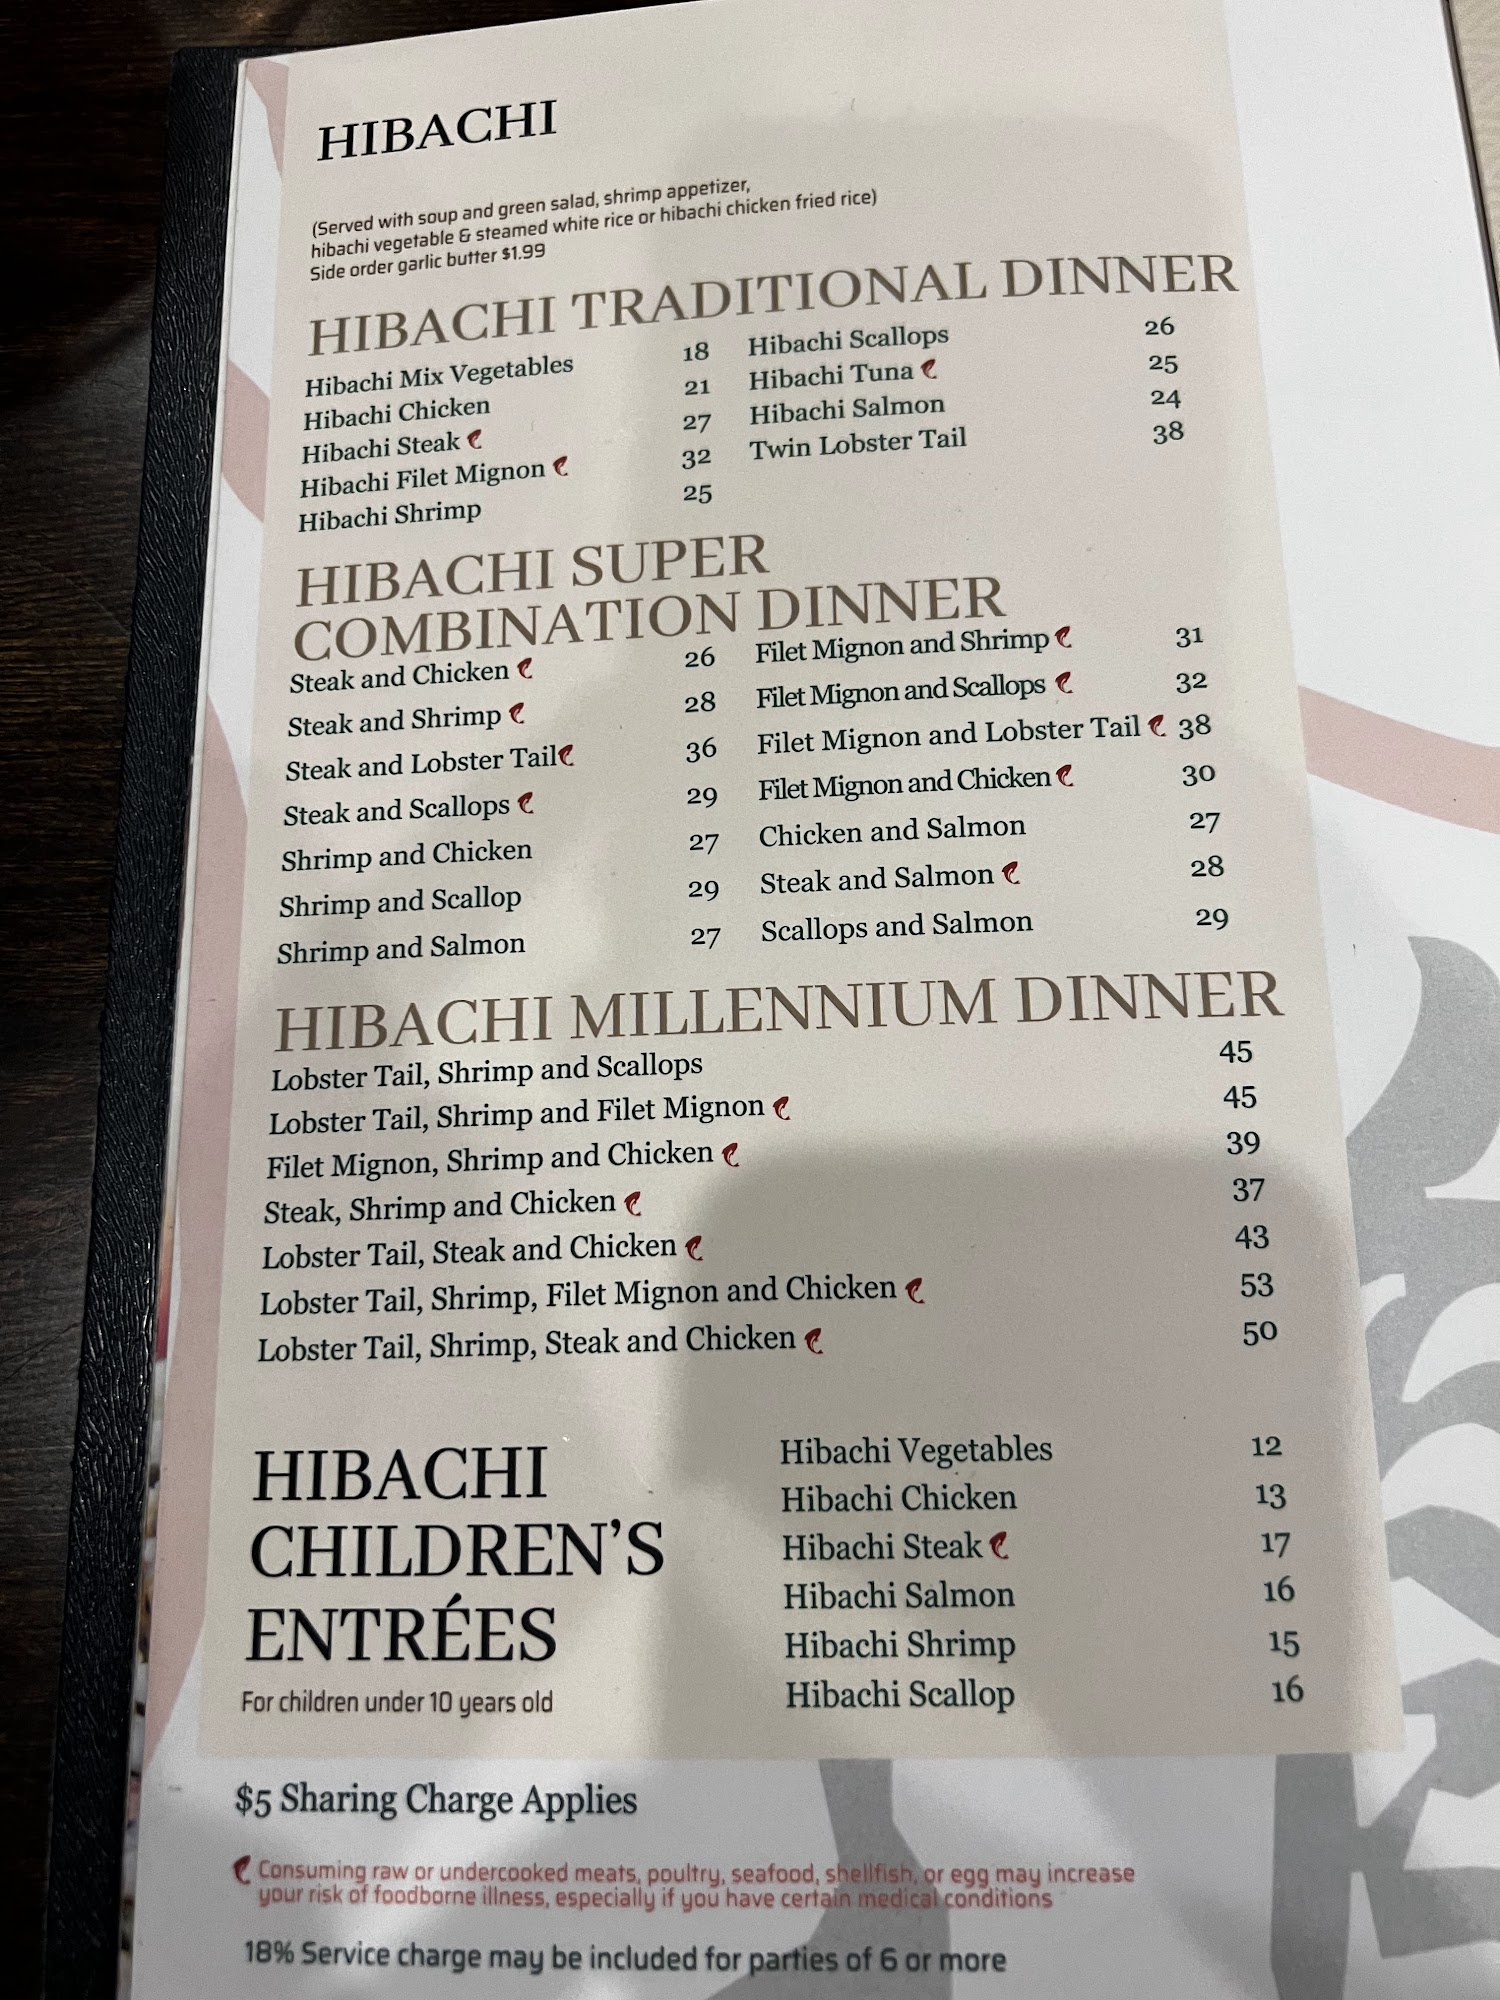 HIBACHI
(Served with soup and green salad, shrimp appetizer,
hibachi vegetable & steamed white rice or hibachi chicken fried rice)
Side order garlic butter $1.99
HIBACHI TRADITIONAL DINNER
Hibachi Mix Vegetables 18
Hibachi Chicken 21
Hibachi Steak 27
Hibachi Filet Mignon 32
Hibachi Shrimp 25
Hibachi Scallops 26
Hibachi Tuna 25
Hibachi Salmon 24
Twin Lobster Tail 38
HIBACHI SUPER
COMBINATION DINNER
Steak and Chicken 26
Steak and Shrimp 28
Steak and Lobster Tail 36
Steak and Scallops 29
Shrimp and Chicken 27
Shrimp and Scallop 29
Shrimp and Salmon 27
Filet Mignon and Shrimp 31
Filet Mignon and Scallops 32
Filet Mignon and Lobster Tail 38
Filet Mignon and Chicken 30
Chicken and Salmon 27
Steak and Salmon 28
Scallops and Salmon 29
HIBACHI MILLENNIUM DINNER
Lobster Tail, Shrimp and Scallops 45
Lobster Tail, Shrimp and Filet Mignon 45
Filet Mignon, Shrimp and Chicken 39
Steak, Shrimp and Chicken 37
Lobster Tail, Steak and Chicken 43
Lobster Tail, Shrimp, Filet Mignon and Chicken 53
Lobster Tail, Shrimp, Steak and Chicken 50
HIBACHI
CHILDREN'S
ENTRÉES
For children under 10 years old
Hibachi Vegetables 12
Hibachi Chicken 13
Hibachi Steak 17
Hibachi Salmon 16
Hibachi Shrimp 15
Hibachi Scallop 16
$5 Sharing Charge Applies
Consuming raw or undercooked meats, poultry, seafood, shellfish, or egg may increase
your risk of foodborne illness, especially if you have certain medical conditions
18% Service charge may be included for parties of 6 or more